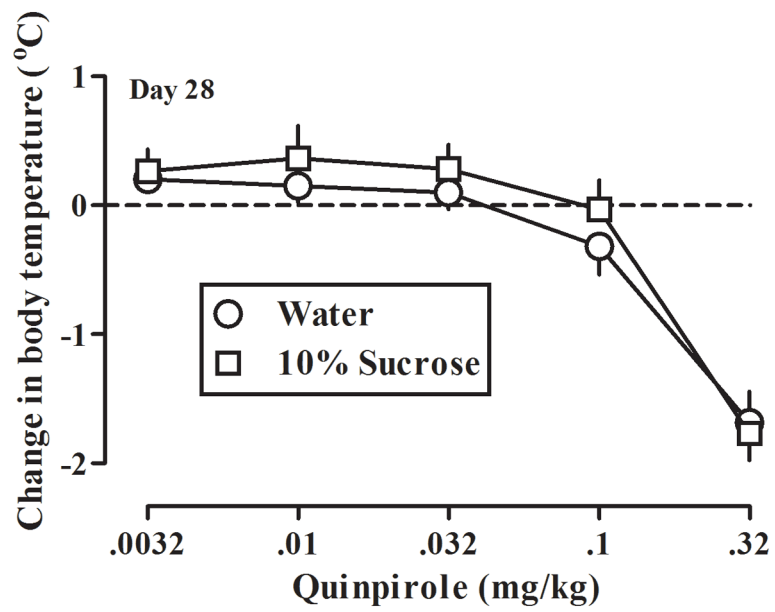 Change in body temperature (°C)
1
0
-1
-2
Day 28
Water
10% Sucrose
.0032
.01
.032
.1
.32
Quinpirole (mg/kg)